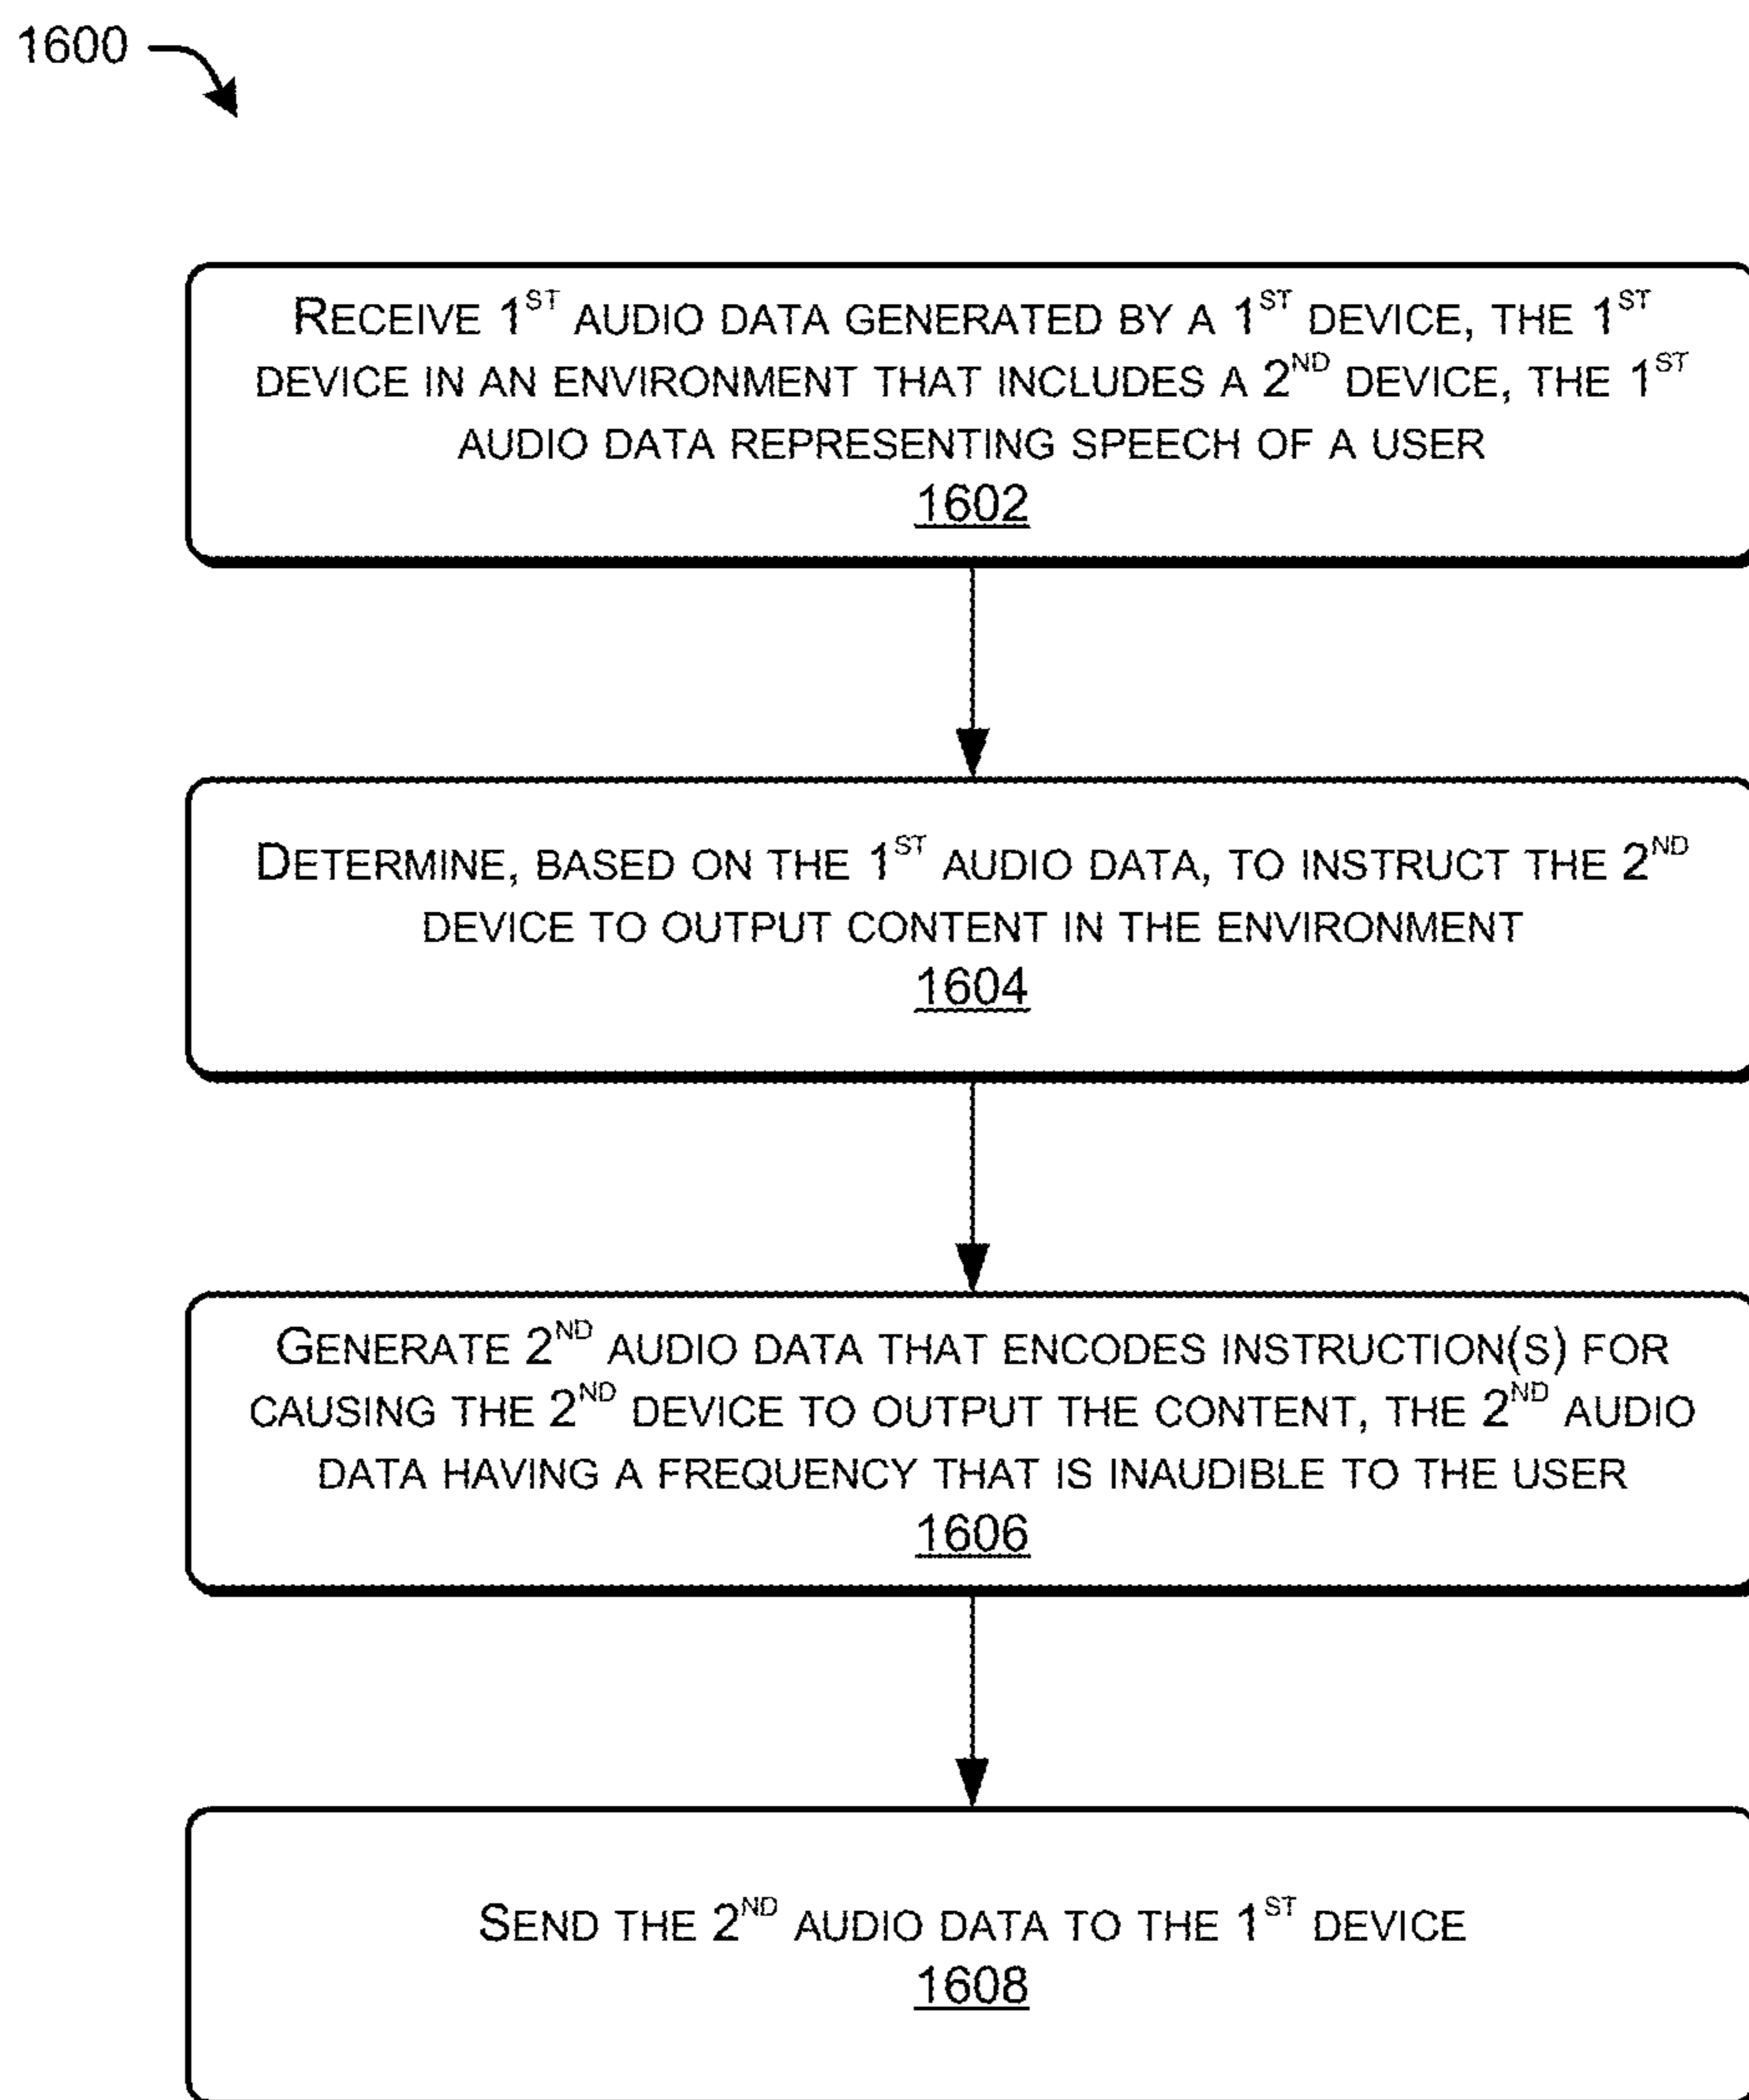 1600
RECEIVE 1ST AUDIO DATA GENERATED BY A 1ST DEVICE, THE 1ST
DEVICE IN AN ENVIRONMENT THAT INCLUDES A 2ND DEVICE, THE 1ST
AUDIO DATA REPRESENTING SPEECH OF A USER
1602
DETERMINE, BASED ON THE 1ST AUDIO DATA, TO INSTRUCT THE 2ND
DEVICE TO OUTPUT CONTENT IN THE ENVIRONMENT
1604
GENERATE 2ND AUDIO DATA THAT ENCODES INSTRUCTION(S) FOR
CAUSING THE 2ND DEVICE TO OUTPUT THE CONTENT, THE 2ND AUDIO
DATA HAVING A FREQUENCY THAT IS INAUDIBLE TO THE USER
1606
SEND THE 2ND AUDIO DATA TO THE 1ST DEVICE
1608